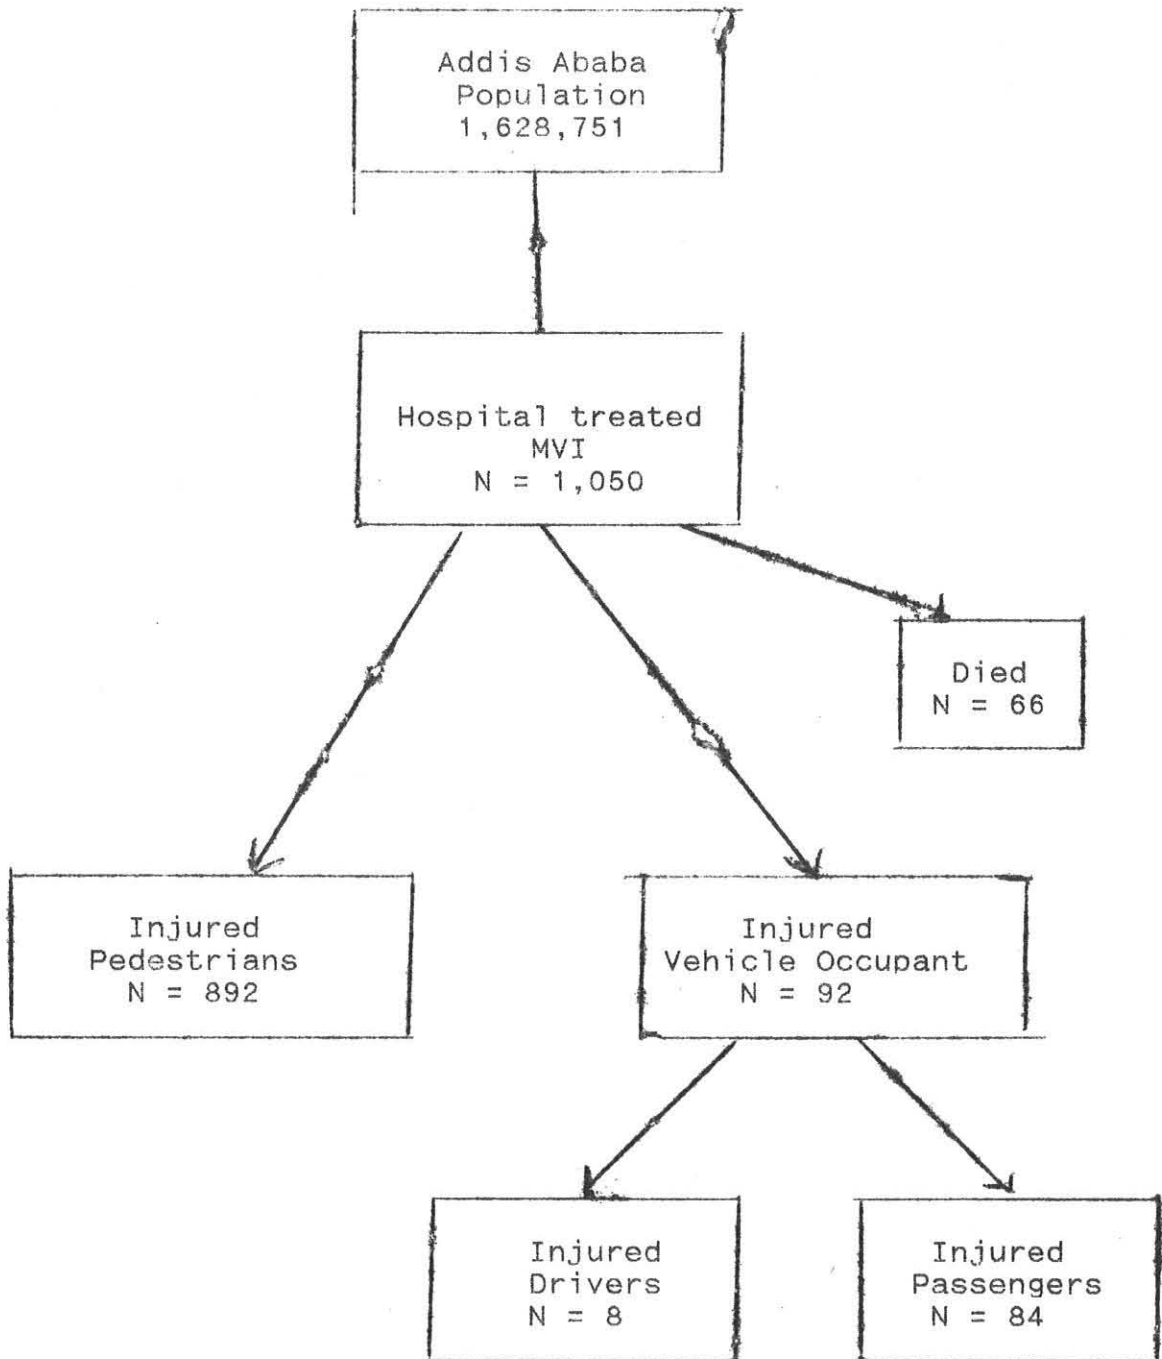 Addis Ababa
Population
1,628,751
Hospital treated
MVI
N = 1,050
Died
N = 66
Injured
Pedestrians
N = 892
Injured
Vehicle Occupant
N = 92
Injured
Drivers
N = 8
Injured
Passengers
N = 84